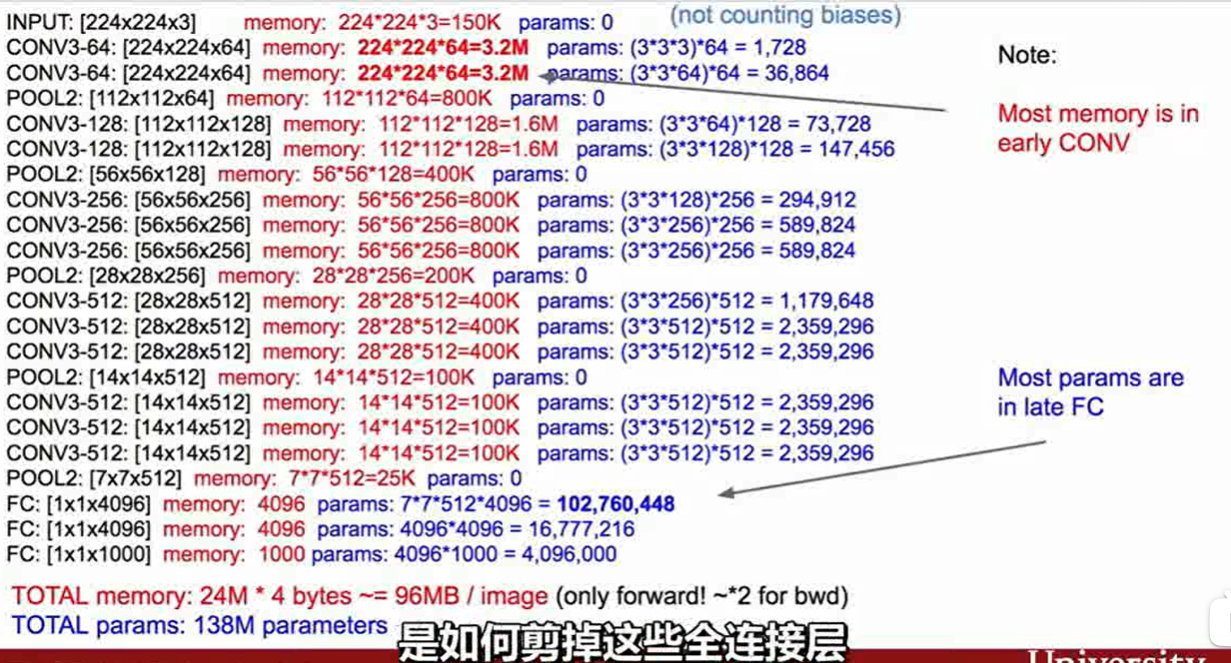 (not counting biases)
INPUT: [224x224x3] memory: 224*224*3=150K params: 0
CONV3-64: [224x224x64] memory: 224*224*64=3.2M params: (3*3*3)*64 = 1,728
CONV3-64: [224x224x64] memory: 224*224*64=3.2M params: (3*3*64)*64 = 36,864
POOL2: [112x112x64] memory: 112*112*64=800K params: 0
CONV3-128: [112x112x128] memory: 112*112*128=1.6M params: (3*3*64)*128 = 73,728
CONV3-128: [112x112x128] memory: 112*112*128=1.6M params: (3*3*128)*128 = 147,456
POOL2: [56x56x128] memory: 56*56*128=400K params: 0
CONV3-256: [56x56x256] memory: 56*56*256=800K params: (3*3*128)*256 = 294,912
CONV3-256: [56x56x256] memory: 56*56*256=800K params: (3*3*256)*256 = 589,824
CONV3-256: [56x56x256] memory: 56*56*256=800K params: (3*3*256)*256 = 589,824
POOL2: [28x28x256] memory: 28*28*256=200K params: 0
CONV3-512: [28x28x512] memory: 28*28*512=400K params: (3*3*256)*512 = 1,179,648
CONV3-512: [28x28x512] memory: 28*28*512=400K params: (3*3*512)*512 = 2,359,296
CONV3-512: [28x28x512] memory: 28*28*512=400K params: (3*3*512)*512 = 2,359,296
POOL2: [14x14x512] memory: 14*14*512=100K params: 0
CONV3-512: [14x14x512] memory: 14*14*512=100K params: (3*3*512)*512 = 2,359,296
CONV3-512: [14x14x512] memory: 14*14*512=100K params: (3*3*512)*512 = 2,359,296
CONV3-512: [14x14x512] memory: 14*14*512=100K params: (3*3*512)*512 = 2,359,296
POOL2: [7x7x512] memory: 7*7*512=25K params: 0
FC: [1x1x4096] memory: 4096 params: 7*7*512*4096 = 102,760,448
FC: [1x1x4096] memory: 4096 params: 4096*4096 = 16,777,216
FC: [1x1x1000] memory: 1000 params: 4096*1000 = 4,096,000
Note:
Most memory is in
early CONV
Most params are
in late FC
TOTAL memory: 24M * 4 bytes ~= 96MB / image (only forward! ~*2 for bwd)
TOTAL params: 138M parameters
是如何剪掉这些全连接层
University